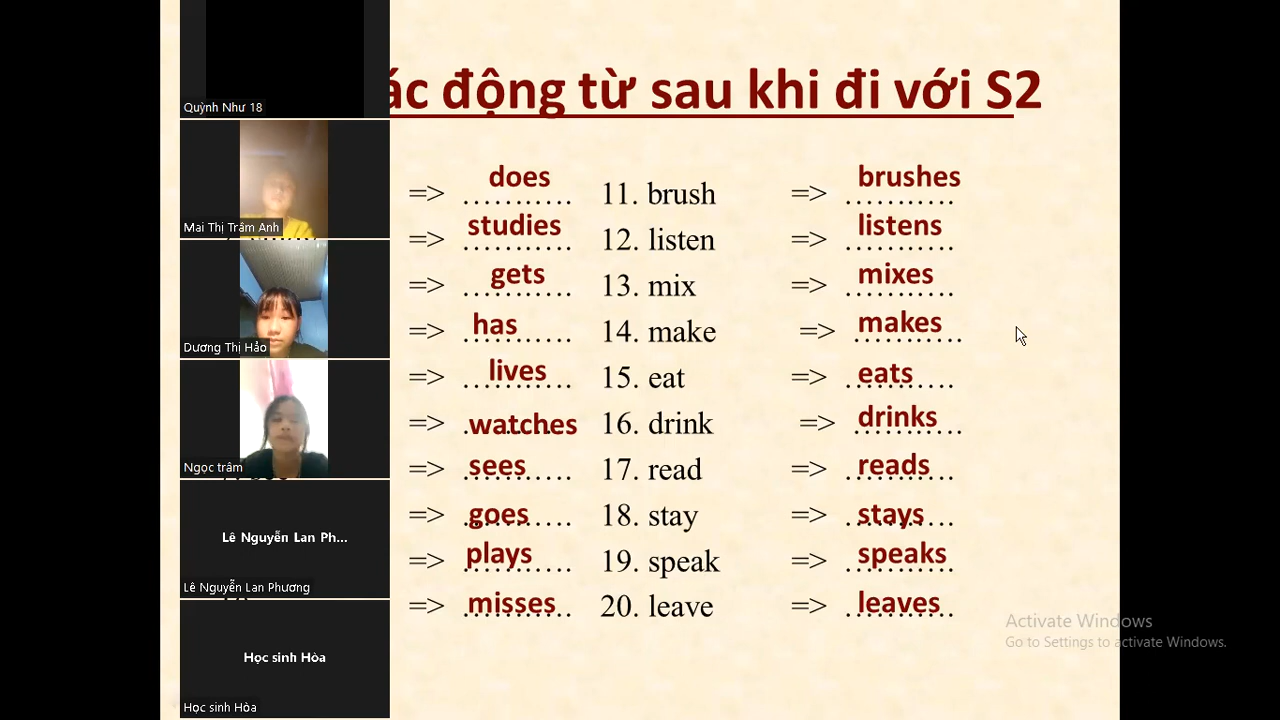 ác động từ sau khi đi với S2
Quỳnh Như 18
Mai Thị Trâm Anh
Dương Thị Hảo
Ngọc trâm
Lê Nguyễn Lan Ph...
Lê Nguyễn Lan Phương
Học sinh Hòa
Học sinh Hòa
=> does 11. brush => brushes
=> studies 12. listen => listens
=> gets 13. mix => mixes
=> has 14. make => makes
=> lives 15. eat => eats
=> watches 16. drink => drinks
=> sees 17. read => reads
=> goes 18. stay => stays
=> plays 19. speak => speaks
=> misses 20. leave => leaves
Activate Windows
Go to Settings to activate Windows.